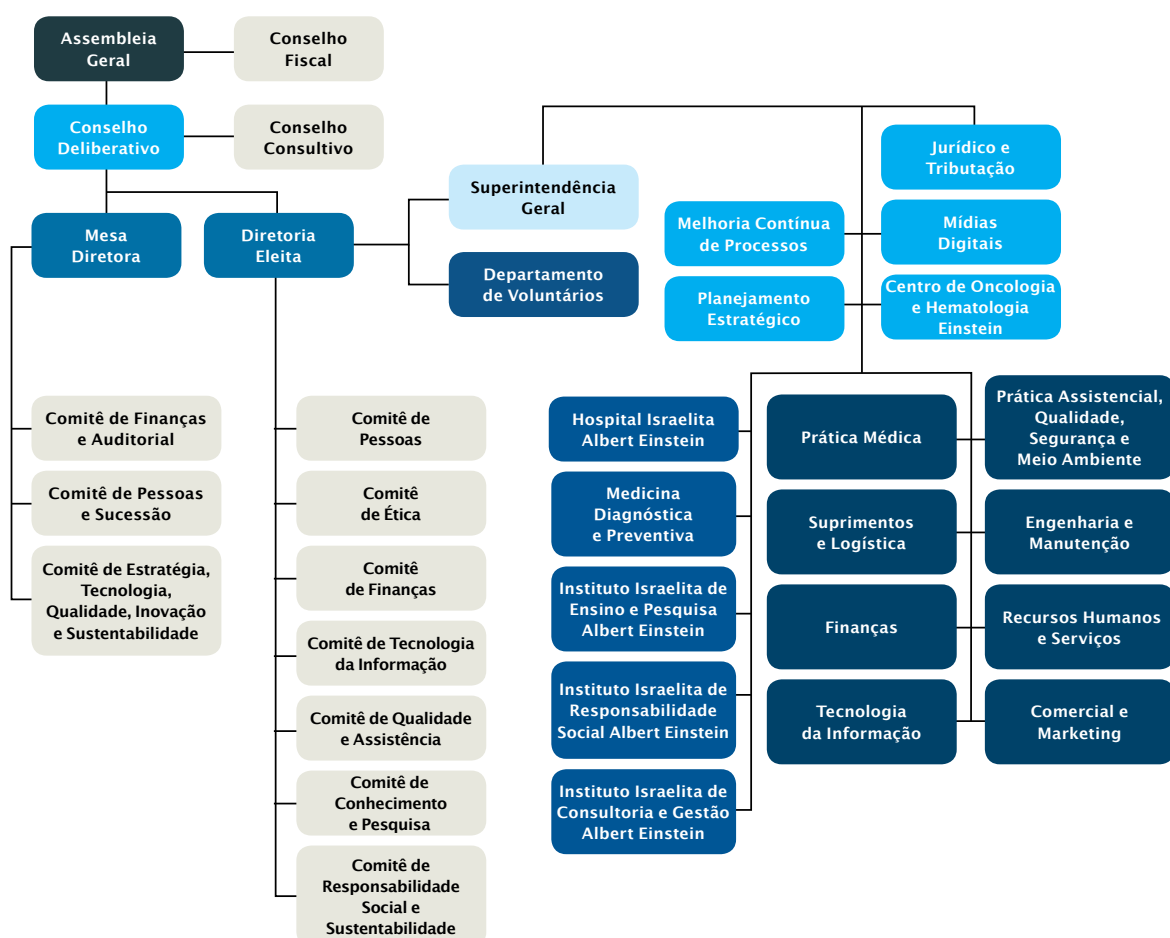 Assembleia
Geral
Conselho
Fiscal
Conselho
Deliberativo
Conselho
Consultivo
Mesa
Diretora
Diretoria
Eleita
Superintendência
Geral
Departamento
de Voluntários
Jurídico e
Tributação
Melhoria Contínua
de Processos
Mídias
Digitais
Planejamento
Estratégico
Centro de Oncologia
e Hematologia
Einstein
Comitê de Finanças
e Auditorial
Comitê de Pessoas
e Sucessão
Comitê de Estratégia,
Tecnologia,
Qualidade, Inovação
e Sustentabilidade
Comitê de
Pessoas
Comitê
de Ética
Comitê
de Finanças
Comitê de Tecnologia
da Informação
Comitê de Qualidade
e Assistência
Comitê de
Conhecimento
e Pesquisa
Comitê de
Responsabilidade
Social e
Sustentabilidade
Hospital Israelita
Albert Einstein
Medicina
Diagnóstica
e Preventiva
Instituto Israelita de
Ensino e Pesquisa
Albert Einstein
Instituto Israelita de
Responsabilidade
Social Albert Einstein
Instituto Israelita de
Consultoria e Gestão
Albert Einstein
Prática Médica
Suprimentos
e Logística
Finanças
Tecnologia
da Informação
Prática Assistencial,
Qualidade,
Segurança e
Meio Ambiente
Engenharia e
Manutenção
Recursos Humanos
e Serviços
Comercial e
Marketing